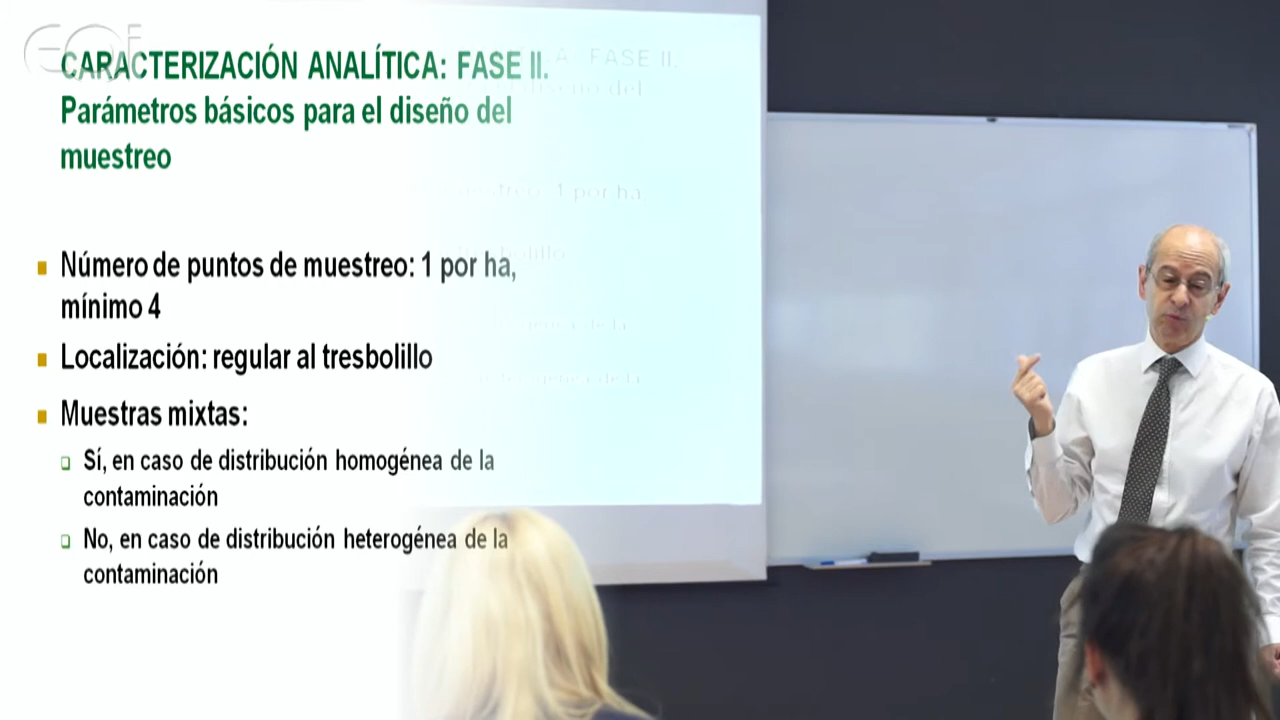 EOI
CARACTERIZACIÓN ANALÍTICA: FASE II.
Parámetros básicos para el diseño del
muestreo
Número de puntos de muestreo: 1 por ha,
mínimo 4
Localización: regular al tresbolillo
Muestras mixtas:
Sí, en caso de distribución homogénea de la
contaminación
No, en caso de distribución heterogénea de la
contaminación